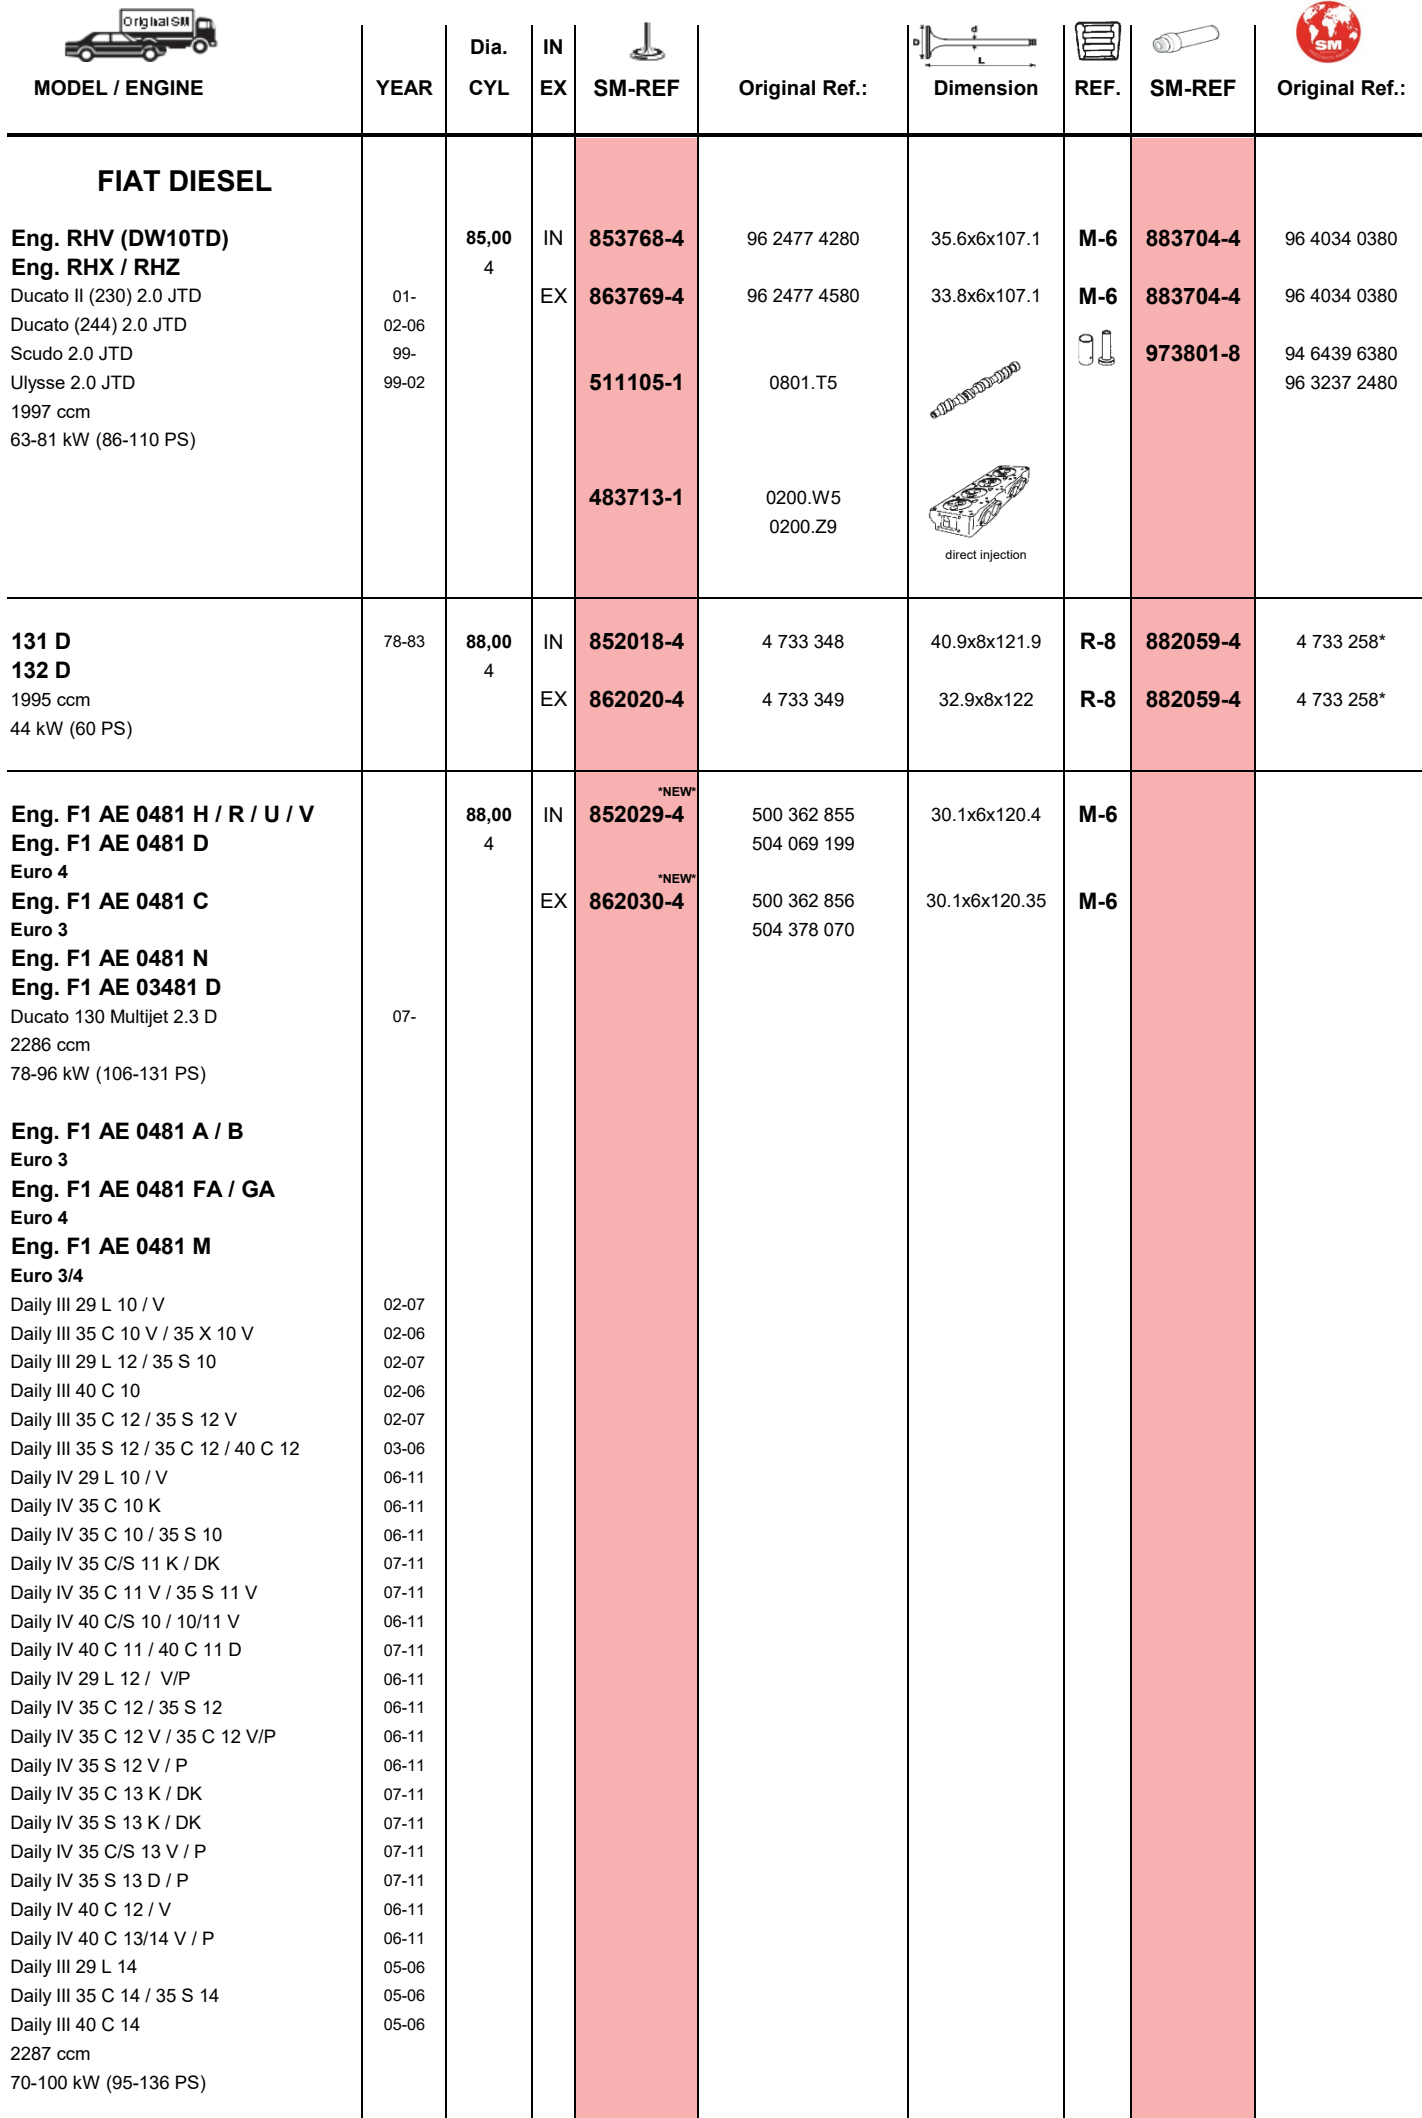 Original SM
SM
Dia. IN
MODEL / ENGINE YEAR CYL EX SM-REF Original Ref.: Dimension REF. SM-REF Original Ref.:
D d L
FIAT DIESEL
Eng. RHV (DW10TD) 85,00 IN 853768-4 96 2477 4280 35.6x6x107.1 M-6 883704-4 96 4034 0380
Eng. RHX / RHZ 4
Ducato II (230) 2.0 JTD 01- EX 863769-4 96 2477 4580 33.8x6x107.1 M-6 883704-4 96 4034 0380
Ducato (244) 2.0 JTD 02-06
Scudo 2.0 JTD 99- 973801-8 94 6439 6380
Ulysse 2.0 JTD 99-02 511105-1 0801.T5 96 3237 2480
1997 ccm
63-81 kW (86-110 PS)
483713-1 0200.W5
0200.Z9
direct injection
131 D 78-83 88,00 IN 852018-4 4 733 348 40.9x8x121.9 R-8 882059-4 4 733 258*
132 D 4
1995 ccm EX 862020-4 4 733 349 32.9x8x122 R-8 882059-4 4 733 258*
44 kW (60 PS)
*NEW*
Eng. F1 AE 0481 H / R / U / V 88,00 IN 852029-4 500 362 855 30.1x6x120.4 M-6
Eng. F1 AE 0481 D 4 504 069 199
Euro 4 *NEW*
Eng. F1 AE 0481 C EX 862030-4 500 362 856 30.1x6x120.35 M-6
Euro 3 504 378 070
Eng. F1 AE 0481 N
Eng. F1 AE 03481 D
Ducato 130 Multijet 2.3 D 07-
2286 ccm
78-96 kW (106-131 PS)
Eng. F1 AE 0481 A / B
Euro 3
Eng. F1 AE 0481 FA / GA
Euro 4
Eng. F1 AE 0481 M
Euro 3/4
Daily III 29 L 10 / V 02-07
Daily III 35 C 10 V / 35 X 10 V 02-06
Daily III 29 L 12 / 35 S 10 02-07
Daily III 40 C 10 02-06
Daily III 35 C 12 / 35 S 12 V 02-07
Daily III 35 S 12 / 35 C 12 / 40 C 12 03-06
Daily IV 29 L 10 / V 06-11
Daily IV 35 C 10 K 06-11
Daily IV 35 C 10 / 35 S 10 06-11
Daily IV 35 C/S 11 K / DK 07-11
Daily IV 35 C 11 V / 35 S 11 V 07-11
Daily IV 40 C/S 10 / 10/11 V 06-11
Daily IV 40 C 11 / 40 C 11 D 07-11
Daily IV 29 L 12 / V/P 06-11
Daily IV 35 C 12 / 35 S 12 06-11
Daily IV 35 C 12 V / 35 C 12 V/P 06-11
Daily IV 35 S 12 V / P 06-11
Daily IV 35 C 13 K / DK 07-11
Daily IV 35 S 13 K / DK 07-11
Daily IV 35 C/S 13 V / P 07-11
Daily IV 35 S 13 D / P 07-11
Daily IV 40 C 12 / V 06-11
Daily IV 40 C 13/14 V / P 06-11
Daily III 29 L 14 05-06
Daily III 35 C 14 / 35 S 14 05-06
Daily III 40 C 14 05-06
2287 ccm
70-100 kW (95-136 PS)